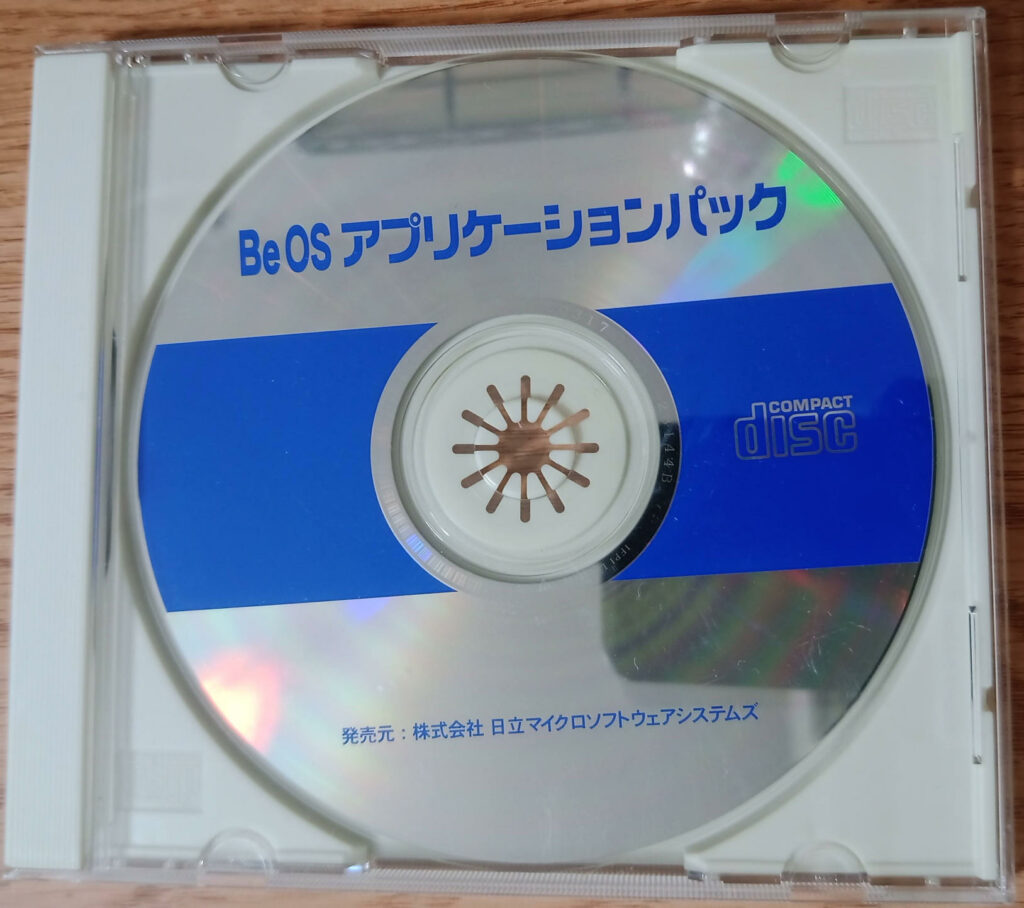 BeOS アプリケーションパック
COMPACT
disc
発売元：株式会社 日立マイクロソフトウェアシステムズ